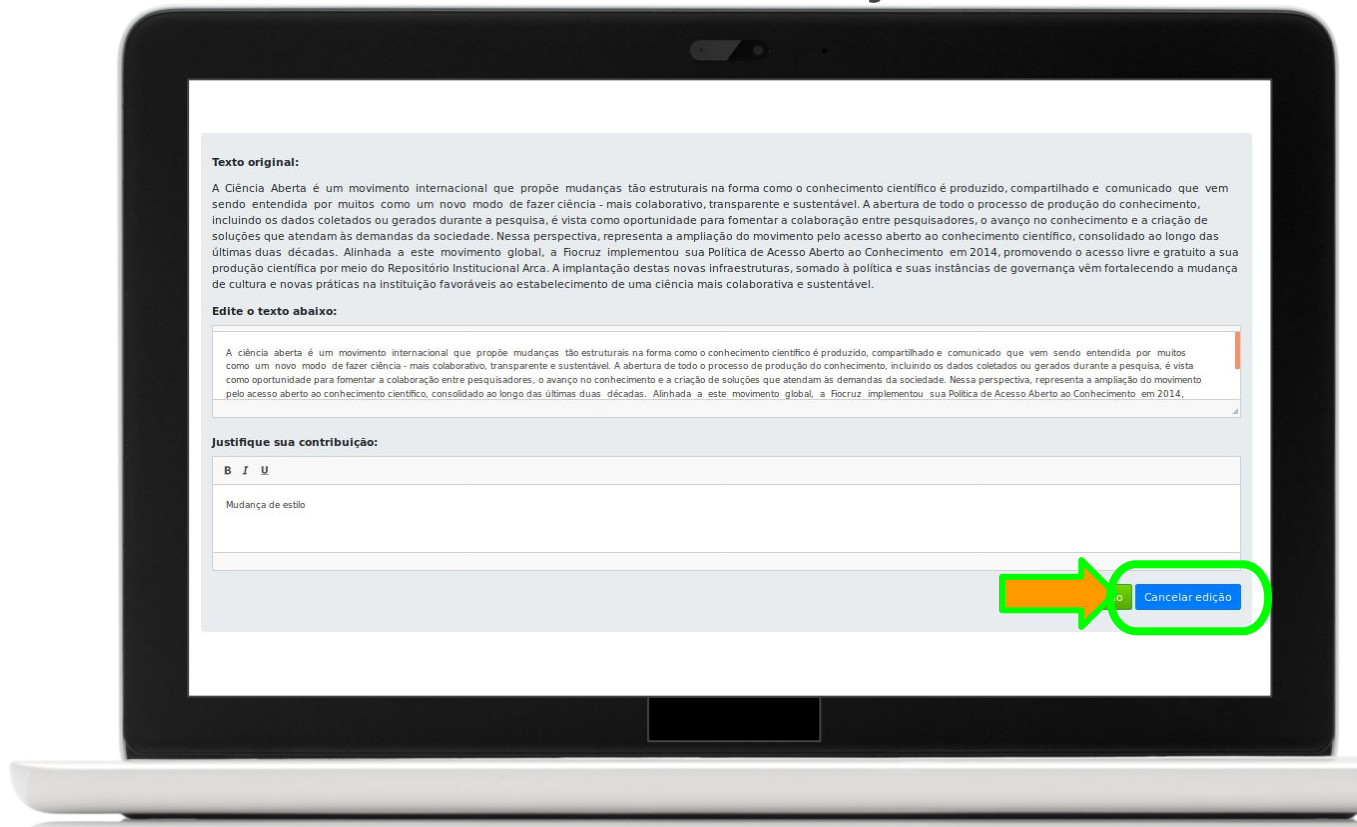 Texto original:
A Ciência Aberta é um movimento internacional que propõe mudanças tão estruturais na forma como o conhecimento científico é produzido, compartilhado e comunicado que vem
sendo entendida por muitos como um novo modo de fazer ciência - mais colaborativo, transparente e sustentável. A abertura de todo o processo de produção do conhecimento,
incluindo os dados coletados ou gerados durante a pesquisa, é vista como oportunidade para fomentar a colaboração entre pesquisadores, o avanço no conhecimento e a criação de
soluções que atendam às demandas da sociedade. Nessa perspectiva, representa a ampliação do movimento pelo acesso aberto ao conhecimento científico, consolidado ao longo das
últimas duas décadas. Alinhada a este movimento global, a Fiocruz implementou sua Política de Acesso Aberto ao Conhecimento em 2014, promovendo o acesso livre e gratuito a sua
produção científica por meio do Repositório Institucional Arca. A implantação destas novas infraestruturas, somado à política e suas instâncias de governança vêm fortalecendo a mudança
de cultura e novas práticas na instituição favoráveis ao estabelecimento de uma ciência mais colaborativa e sustentável.
Edite o texto abaixo:
A ciência aberta é um movimento internacional que propõe mudanças tão estruturais na forma como o conhecimento científico é produzido, compartilhado e comunicado que vem sendo entendida por muitos
como um novo modo de fazer ciência - mais colaborativo, transparente e sustentável. A abertura de todo o processo de produção do conhecimento, incluindo os dados coletados ou gerados durante a pesquisa, é vista
como oportunidade para fomentar a colaboração entre pesquisadores, o avanço no conhecimento e a criação de soluções que atendam às demandas da sociedade. Nessa perspectiva, representa a ampliação do movimento
pelo acesso aberto ao conhecimento científico, consolidado ao longo das últimas duas décadas. Alinhada a este movimento global, a Fiocruz implementou sua Política de Acesso Aberto ao Conhecimento em 2014,
Justifique sua contribuição:
B I U
Mudança de estilo
Cancelar edição